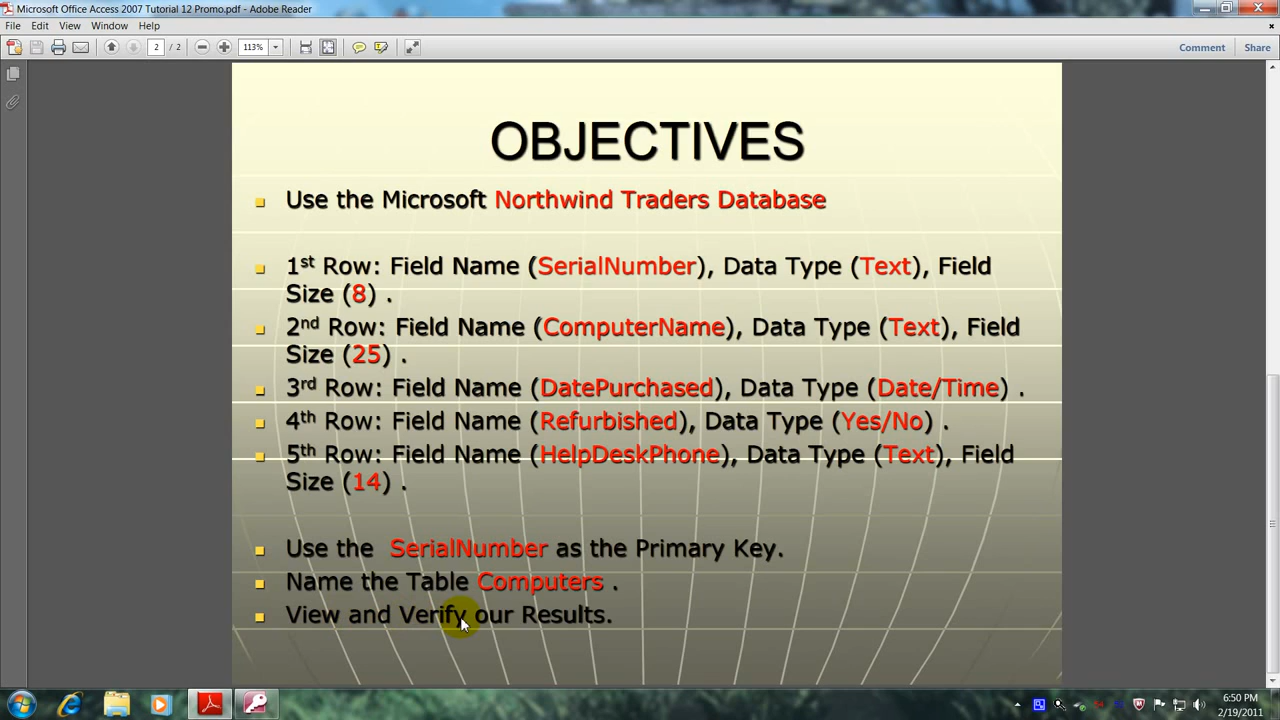 Microsoft Office Access 2007 Tutorial 12 Promo.pdf - Adobe Reader
File Edit View Window Help
2 / 2 113% Comment Share
OBJECTIVES
Use the Microsoft Northwind Traders Database
1st Row: Field Name (SerialNumber), Data Type (Text), Field
Size (8) .
2nd Row: Field Name (ComputerName), Data Type (Text), Field
Size (25) .
3rd Row: Field Name (DatePurchased), Data Type (Date/Time) .
4th Row: Field Name (Refurbished), Data Type (Yes/No) .
5th Row: Field Name (HelpDeskPhone), Data Type (Text), Field
Size (14) .
Use the SerialNumber as the Primary Key.
Name the Table Computers .
View and Verify our Results.
6:50 PM
2/19/2011